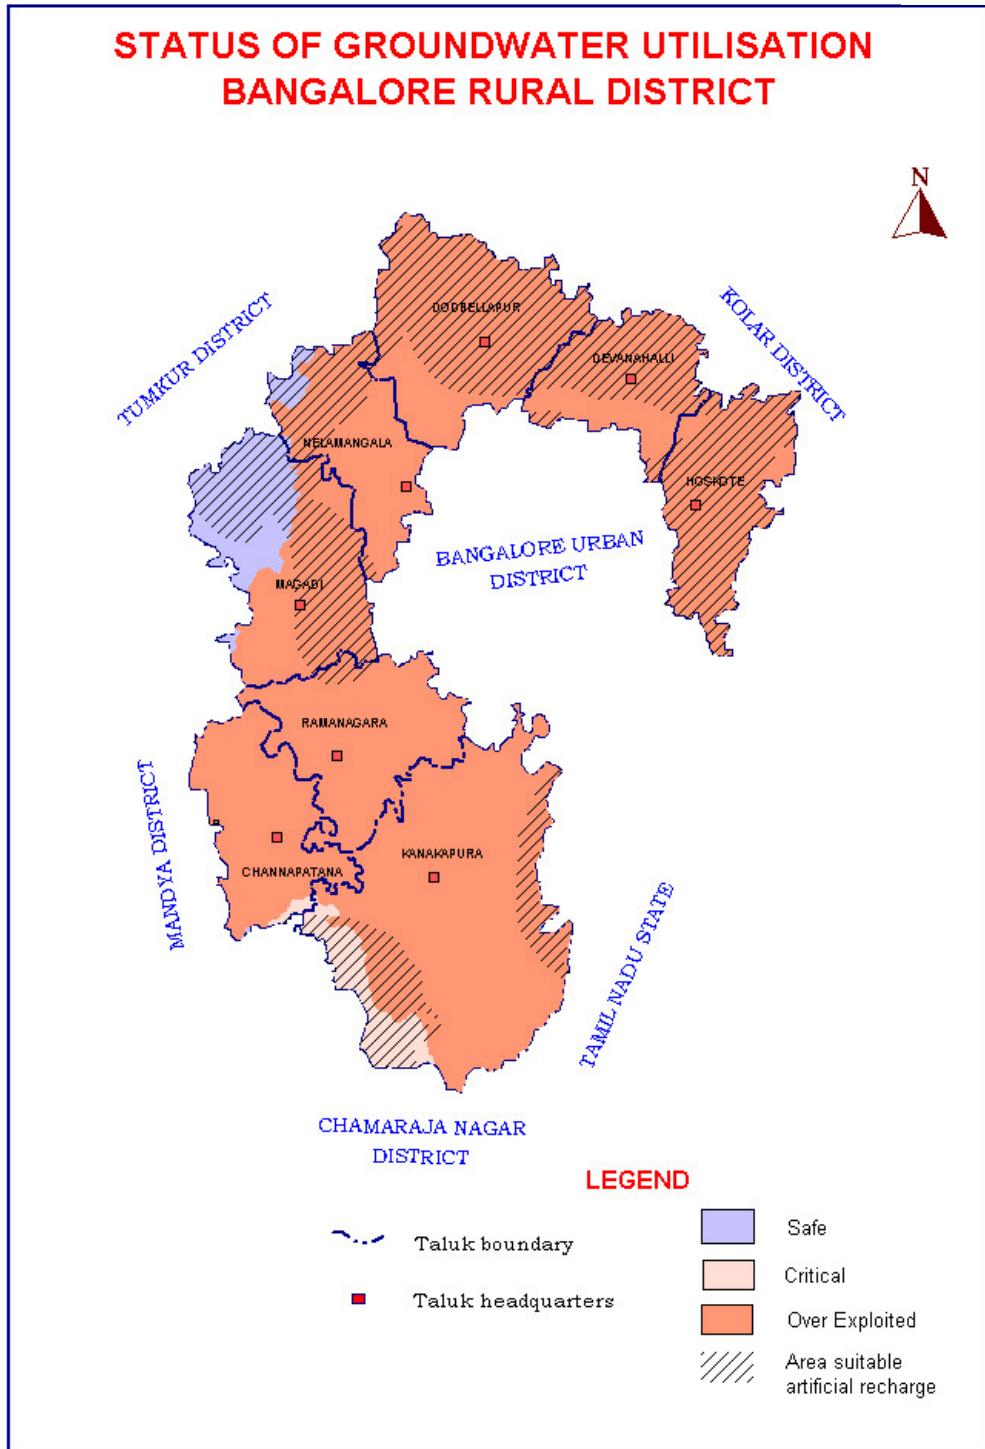 STATUS OF GROUNDWATER UTILISATION
BANGALORE RURAL DISTRICT
N
DODBELLAPUR
KOLAR DISTRICT
TUMKUR DISTRICT
DEVANAHALLI
NELAMANGALA
HOSKOTE
BANGALORE URBAN
DISTRICT
MAGADI
RAMANAGARA
MANDYA DISTRICT
KANAKAPURA
CHANNAPATANA
TAMIL NADU STATE
CHAMARAJA NAGAR
DISTRICT
LEGEND
Taluk boundary
Taluk headquarters
Safe
Critical
Over Exploited
Area suitable
artificial recharge